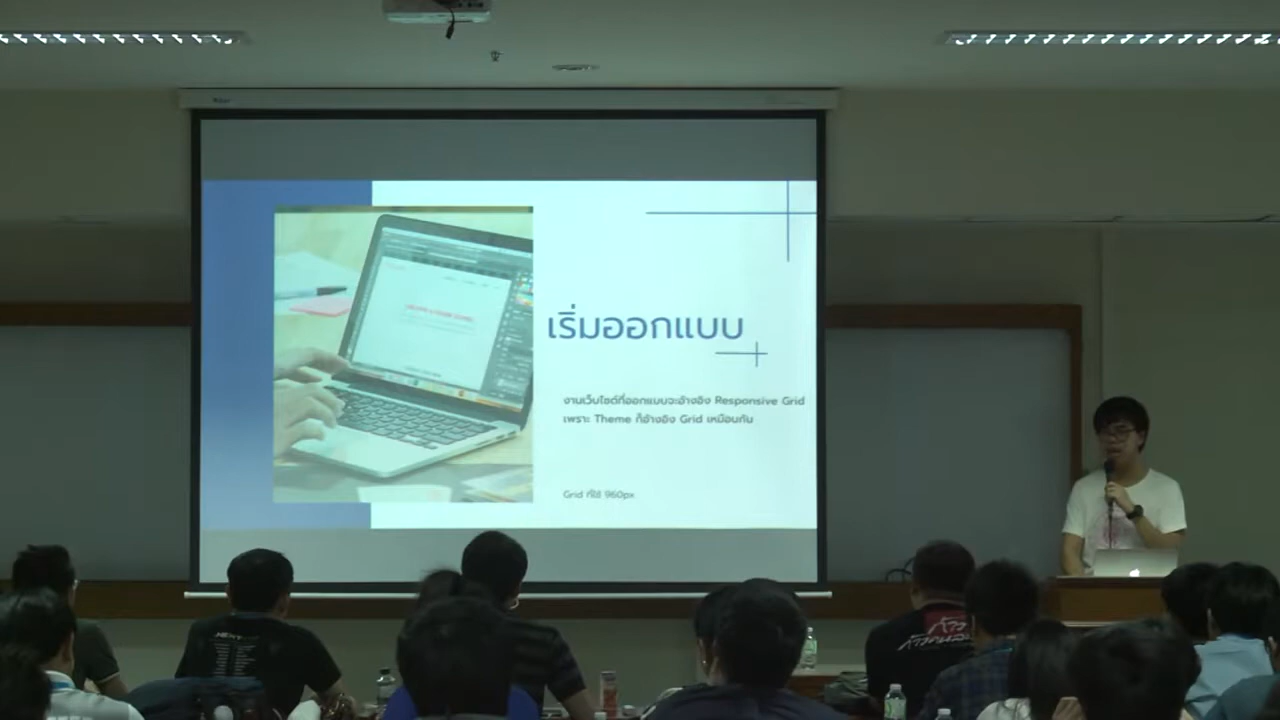 เริ่มออกแบบ
งานเว็บไซต์ที่ออกแบบจะอ้างอิง Responsive Grid
เพราะ Theme ก็อ้างอิง Grid เหมือนกัน
Grid ที่ใช้ 960px
ก้าว